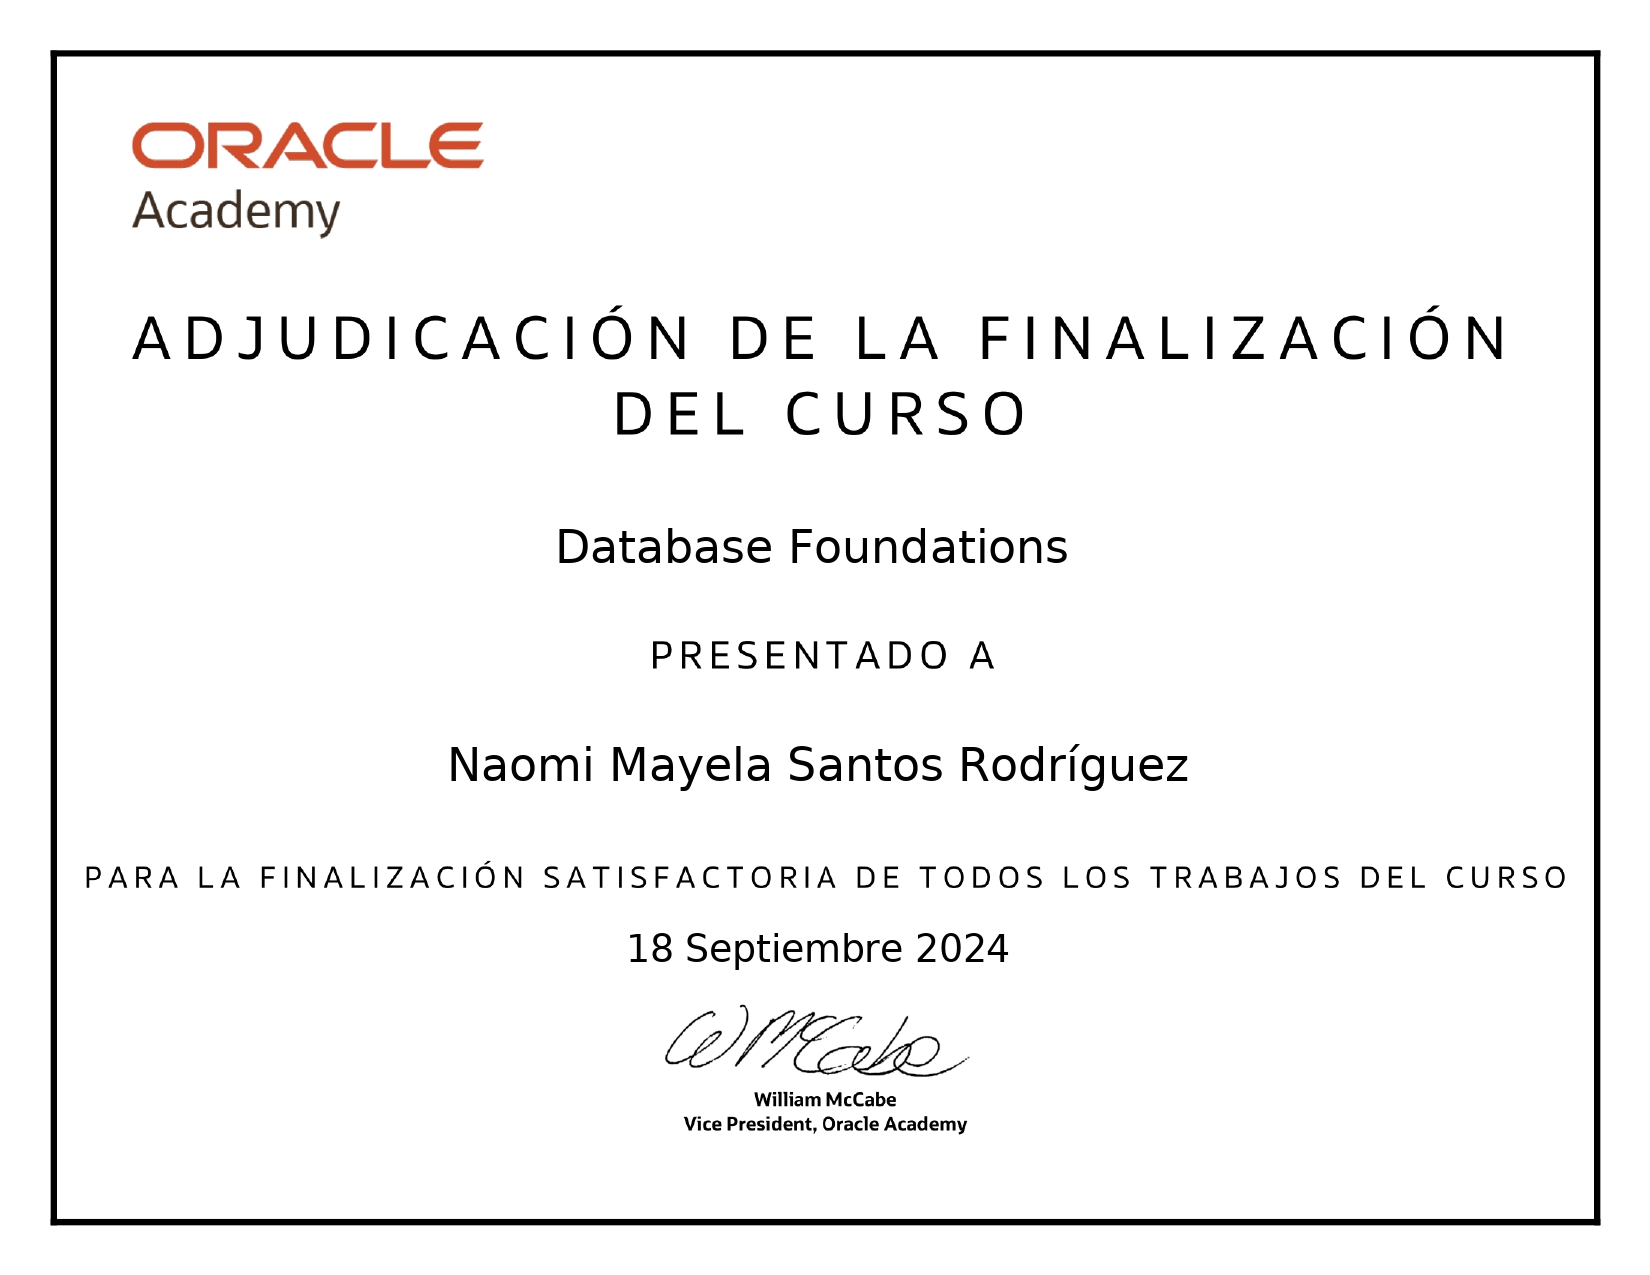 ORACLE
Academy
ADJUDICACIÓN DE LA FINALIZACIÓN
DEL CURSO
Database Foundations
PRESENTADO A
Naomi Mayela Santos Rodríguez
PARA LA FINALIZACIÓN SATISFACTORIA DE TODOS LOS TRABAJOS DEL CURSO
18 Septiembre 2024
W McCabe
William McCabe
Vice President, Oracle Academy